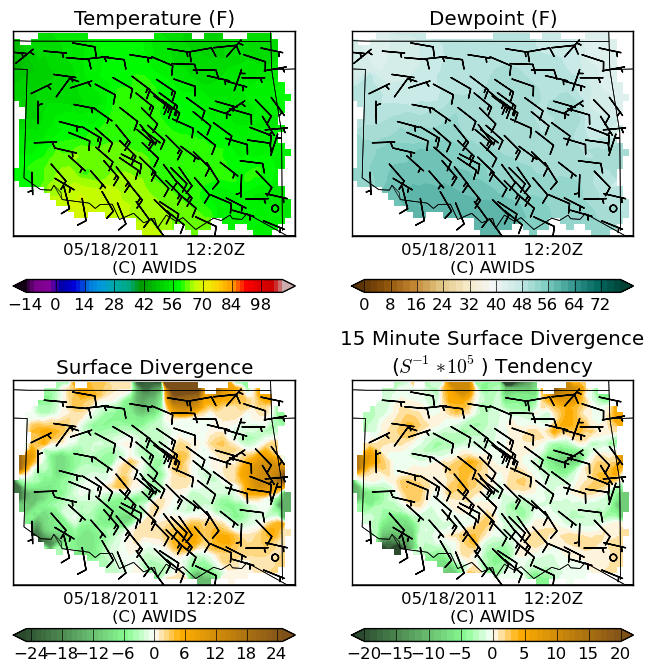 Temperature (F)
Dewpoint (F)
05/18/2011 12:20Z
(C) AWIDS
05/18/2011 12:20Z
(C) AWIDS
−14 0 14 28 42 56 70 84 98
0 8 16 24 32 40 48 56 64 72
15 Minute Surface Divergence
Surface Divergence
(S⁻¹ *10⁵ ) Tendency
05/18/2011 12:20Z
(C) AWIDS
05/18/2011 12:20Z
(C) AWIDS
−24 −18 −12 −6 0 6 12 18 24
−20 −15 −10 −5 0 5 10 15 20